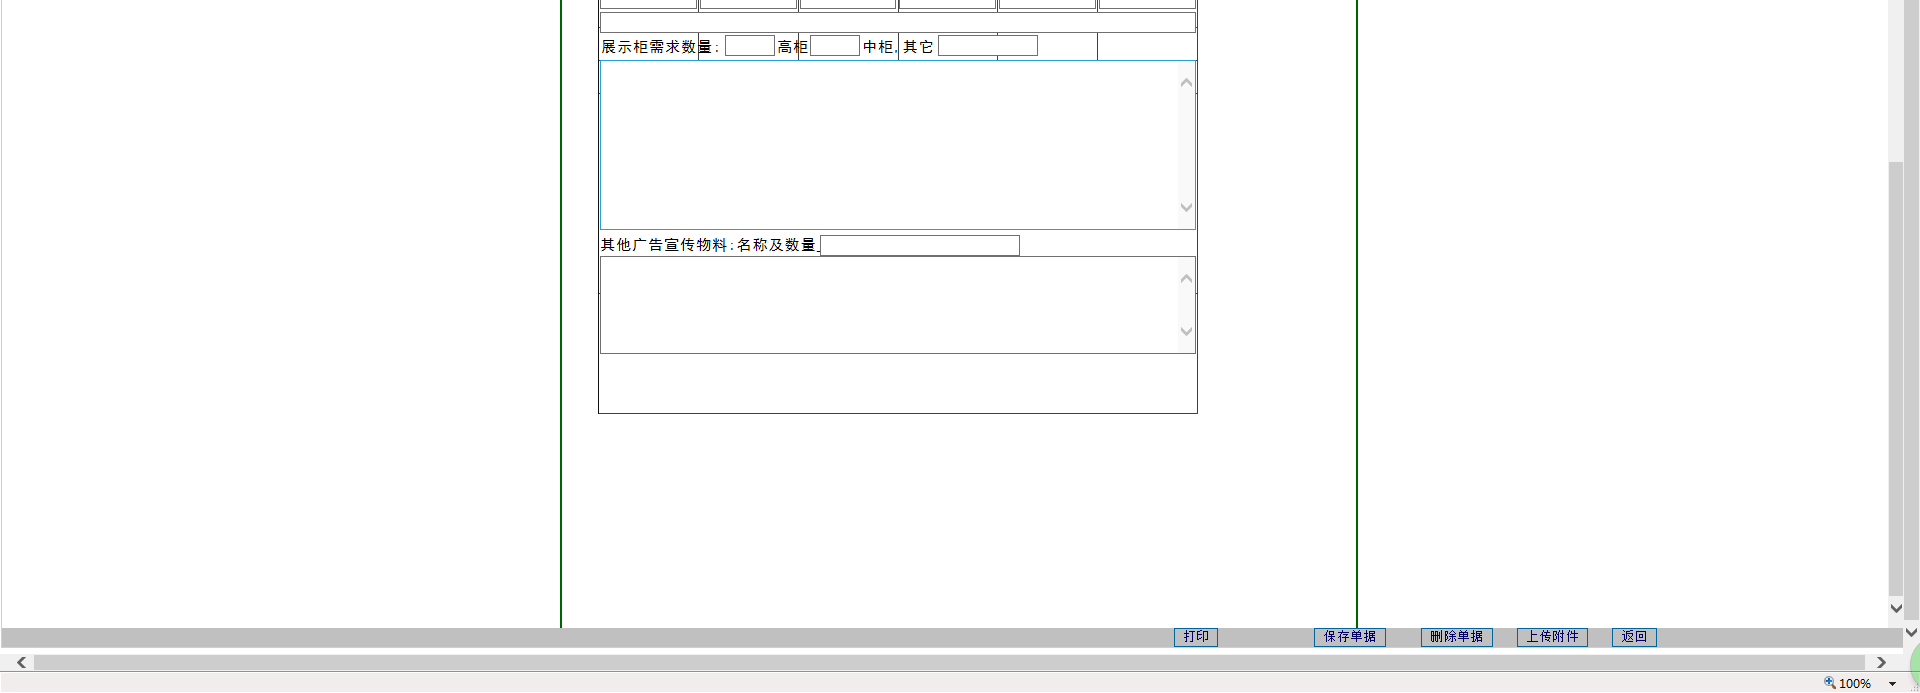 展示柜需求数量: 高柜 中柜,其它
其他广告宣传物料:名称及数量_
打印 保存单据 删除单据 上传附件 返回
100%